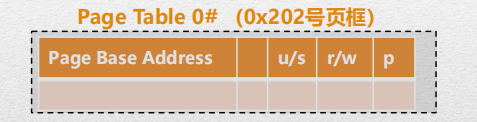 Page Table 0# (0x202号页框)
Page Base Address u/s r/w p